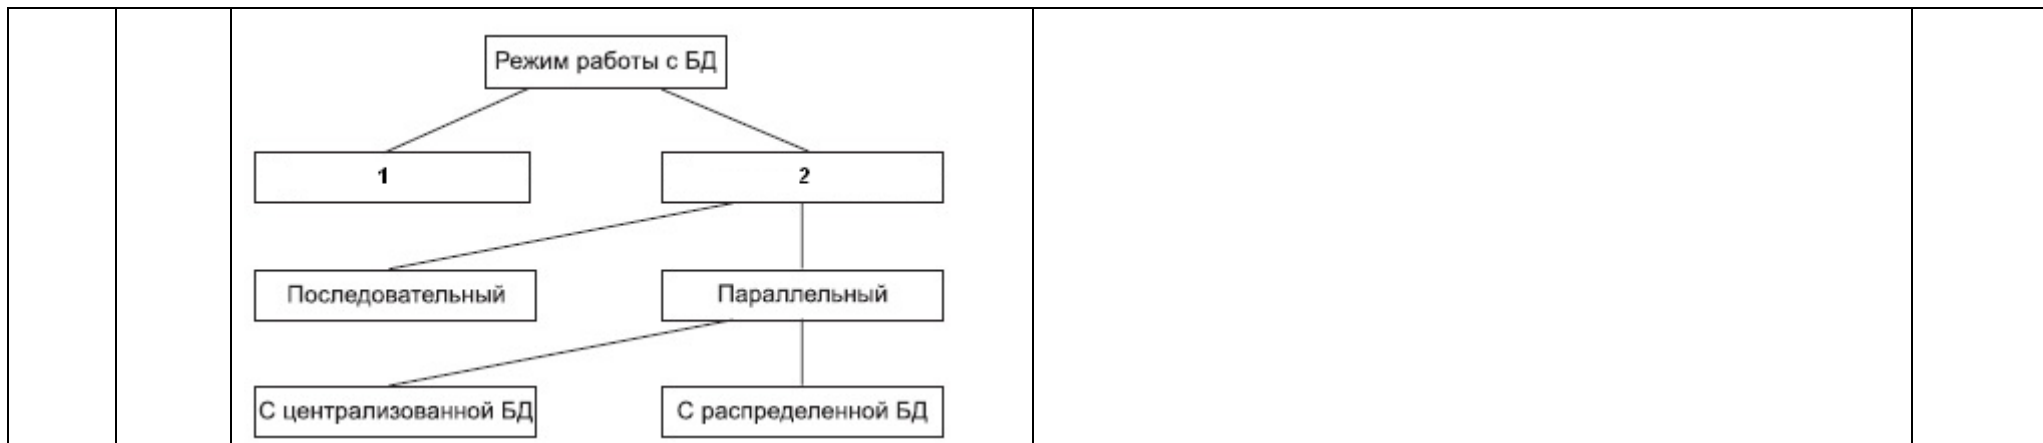 Режим работы с БД
1
2
Последовательный
Параллельный
С централизованной БД
С распределенной БД